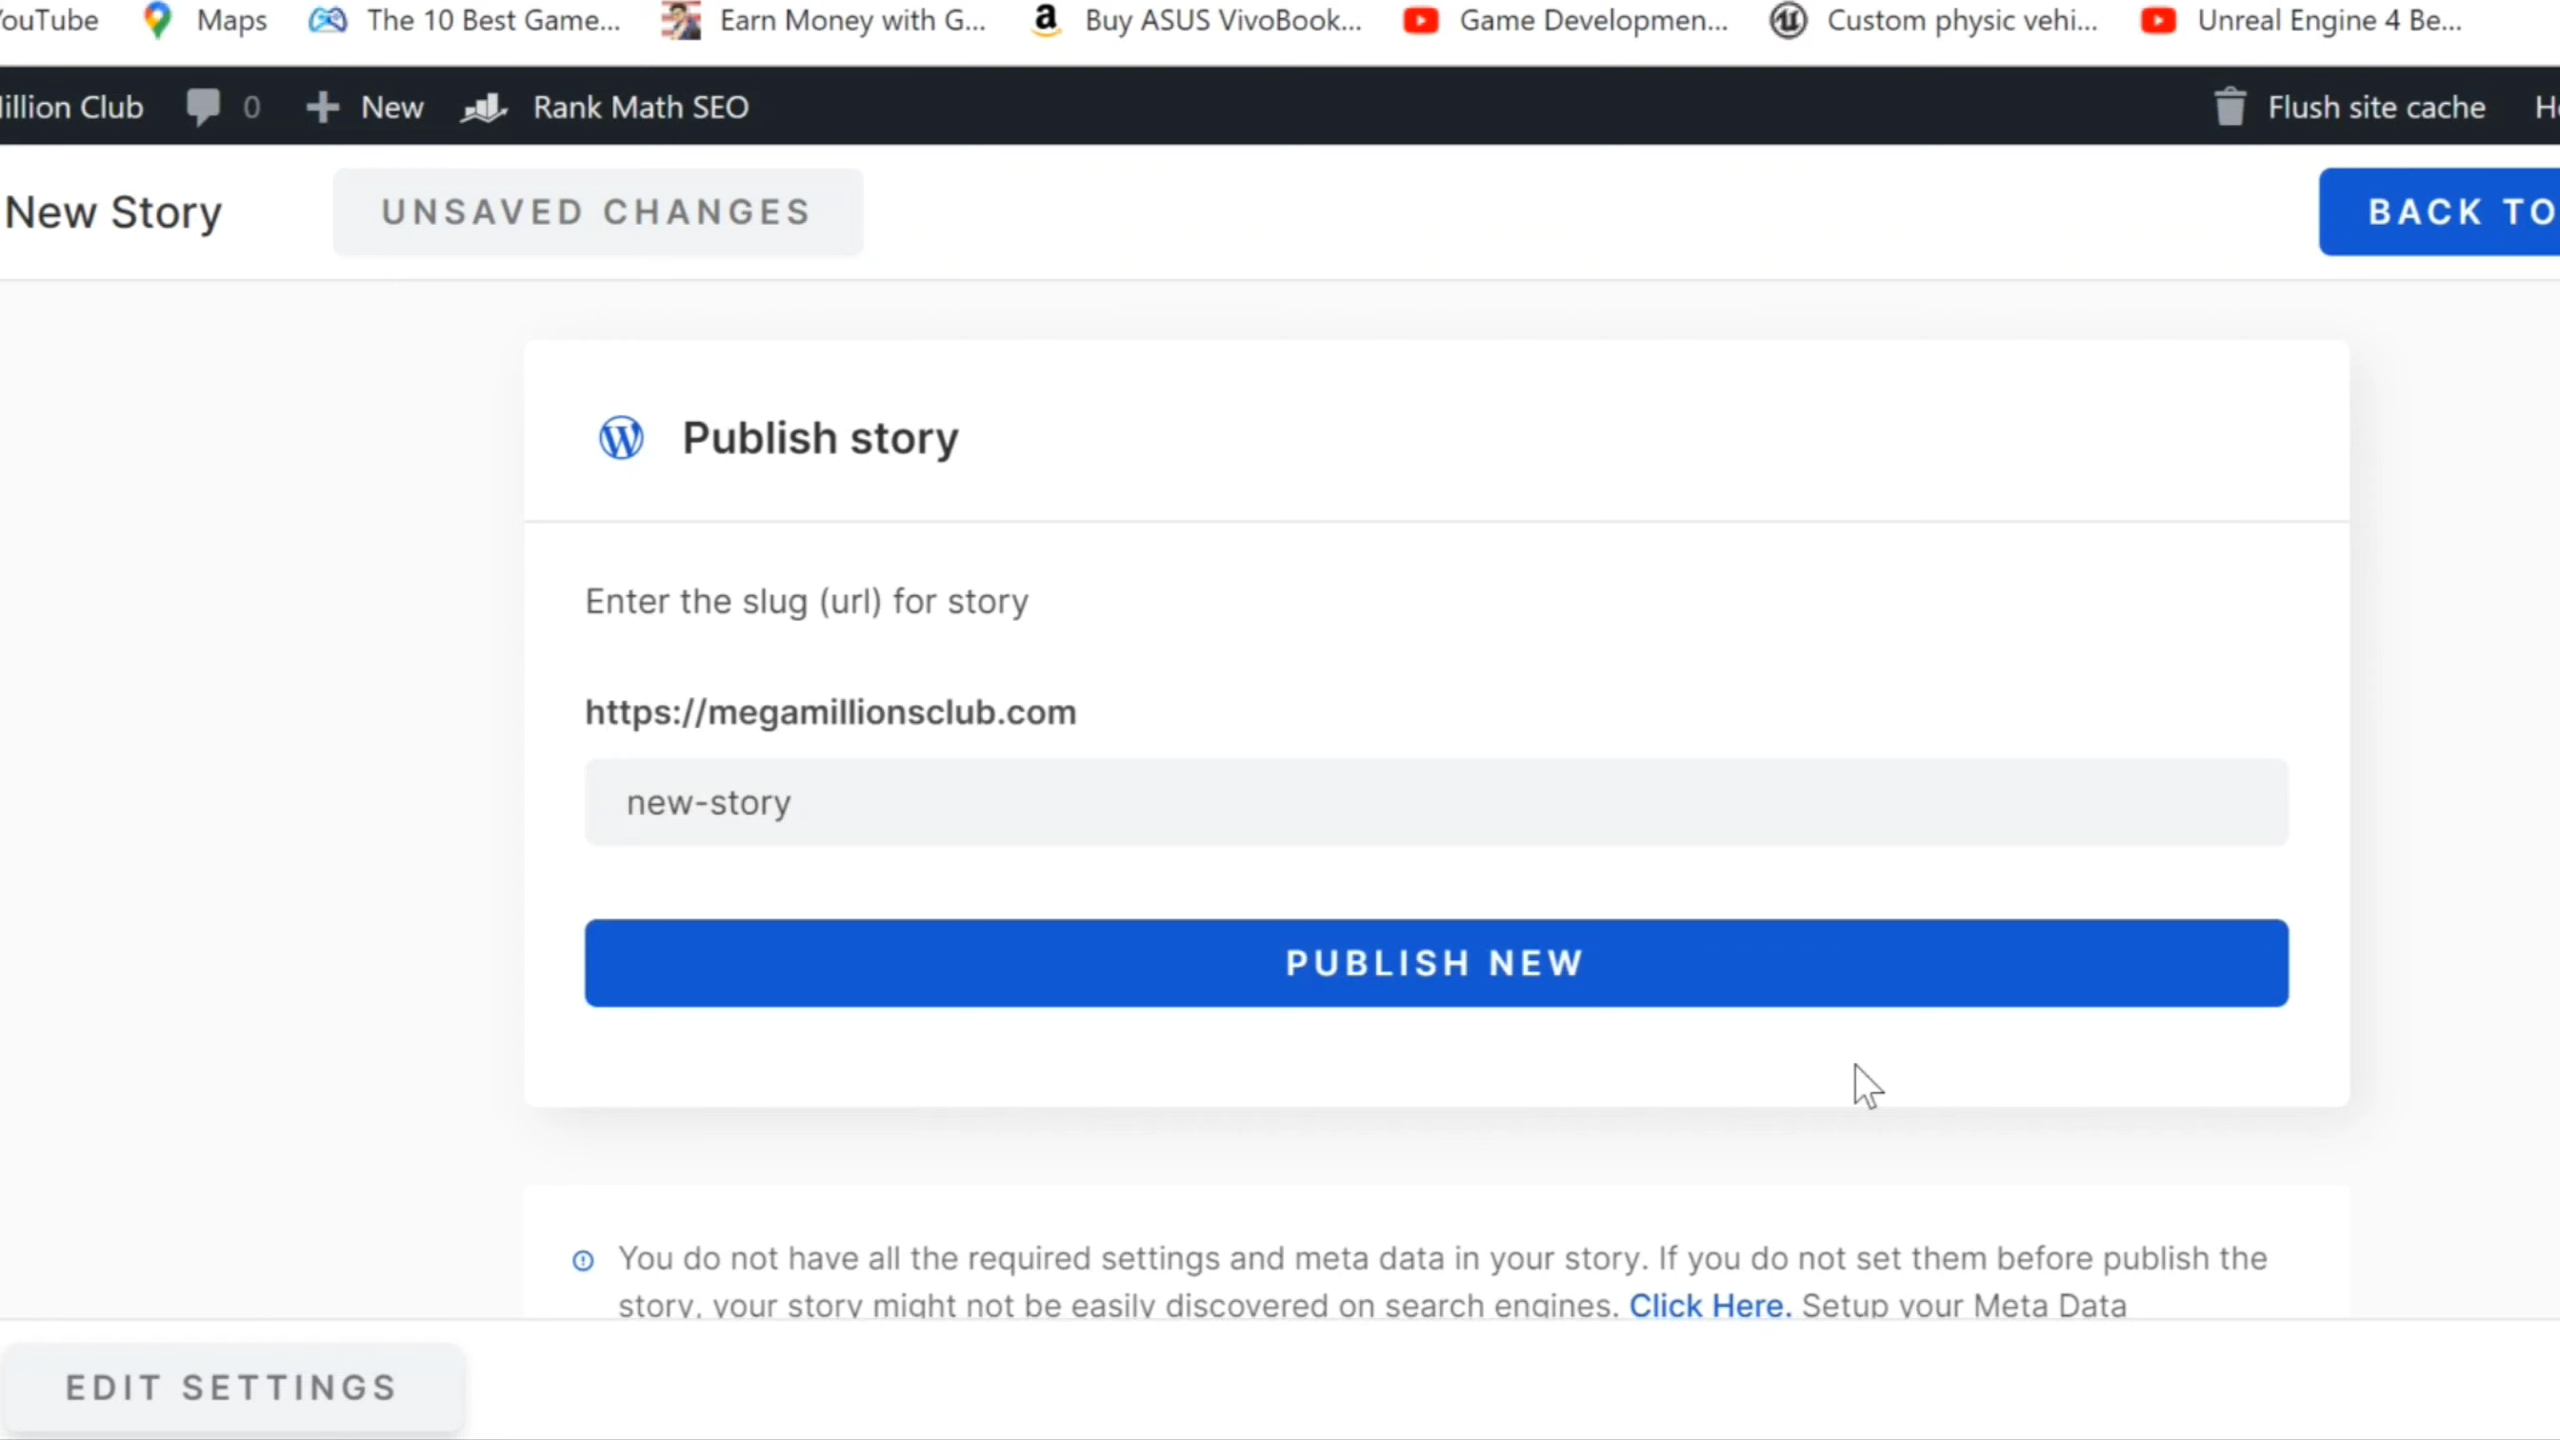 YouTube Maps The 10 Best Game... Earn Money with G... a Buy ASUS VivoBook... Game Developmen... Custom physic vehi... Unreal Engine 4 Be...
illion Club 0 New Rank Math SEO Flush site cache H
New Story UNSAVED CHANGES BACK TO
Publish story
Enter the slug (url) for story
https://megamillionsclub.com
new-story
PUBLISH NEW
You do not have all the required settings and meta data in your story. If you do not set them before publish the
story, your story might not be easily discovered on search engines. Click Here. Setup your Meta Data
EDIT SETTINGS